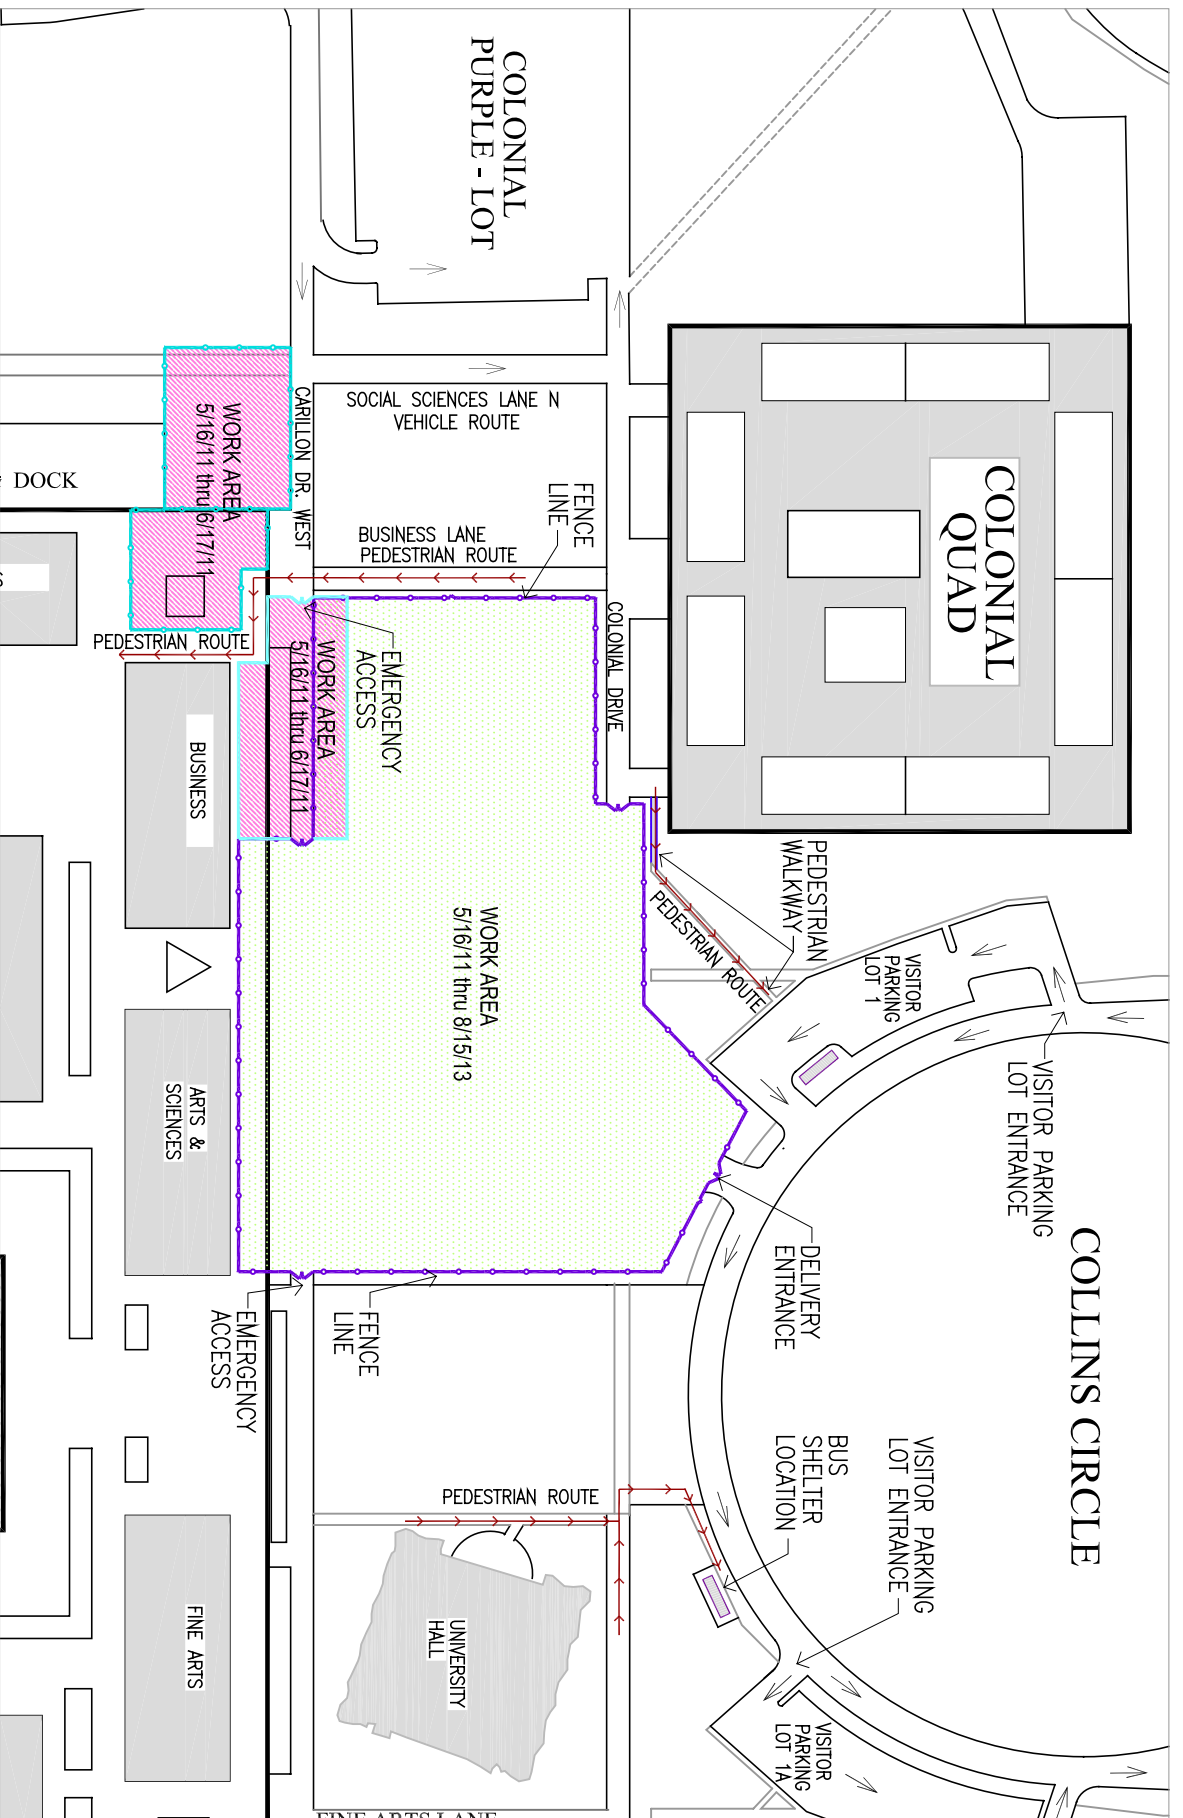 COLONIAL
PURPLE - LOT
COLONIAL
QUAD
SOCIAL SCIENCES LANE N
VEHICLE ROUTE
CARILLON DR. WEST
WORK AREA
5/16/11 thru 6/17/11
DOCK
S
FENCE
LINE
BUSINESS LANE
PEDESTRIAN ROUTE
COLONIAL DRIVE
PEDESTRIAN ROUTE
EMERGENCY
ACCESS
WORK AREA
5/16/11 thru 6/17/11
BUSINESS
PEDESTRIAN
WALKWAY
PEDESTRIAN ROUTE
WORK AREA
5/16/11 thru 8/15/13
VISITOR
PARKING
LOT 1
VISITOR PARKING
LOT ENTRANCE
ARTS &
SCIENCES
COLLINS CIRCLE
DELIVERY
ENTRANCE
FENCE
LINE
EMERGENCY
ACCESS
BUS
SHELTER
LOCATION
VISITOR PARKING
LOT ENTRANCE
PEDESTRIAN ROUTE
UNIVERSITY
HALL
FINE ARTS
VISITOR
PARKING
LOT 1A
FINE ARTS LANE